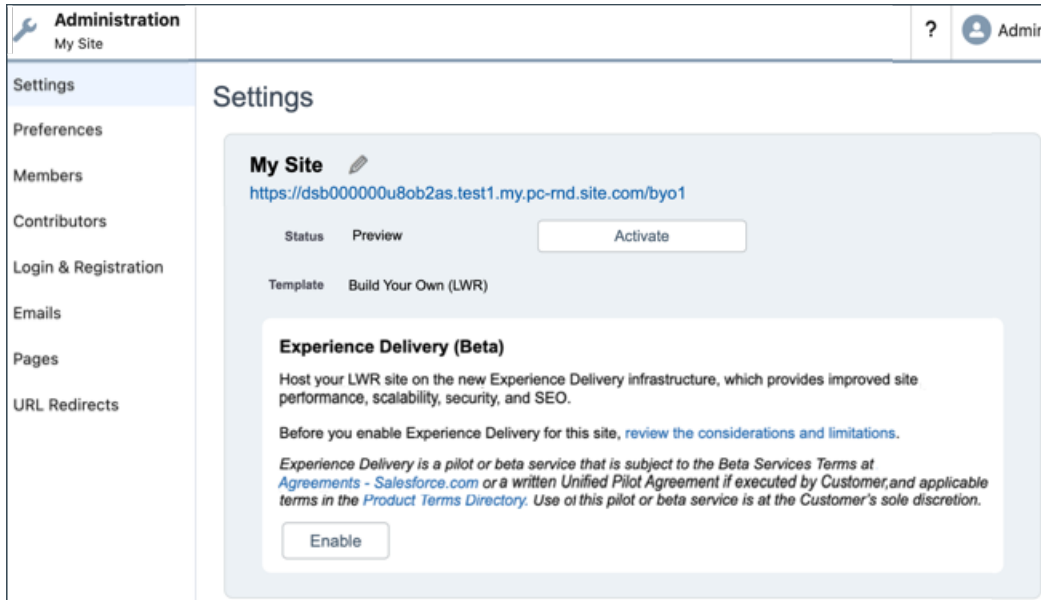 Administration
My Site
?
Admin
Settings
Preferences
Members
Contributors
Login & Registration
Emails
Pages
URL Redirects
Settings
My Site
https://dsb000000u8ob2as.test1.my.pc-rnd.site.com/byo1
Status Preview Activate
Template Build Your Own (LWR)
Experience Delivery (Beta)
Host your LWR site on the new Experience Delivery infrastructure, which provides improved site
performance, scalability, security, and SEO.
Before you enable Experience Delivery for this site, review the considerations and limitations.
Experience Delivery is a pilot or beta service that is subject to the Beta Services Terms at
Agreements - Salesforce.com or a written Unified Pilot Agreement if executed by Customer,and applicable
terms in the Product Terms Directory. Use of this pilot or beta service is at the Customer's sole discretion.
Enable